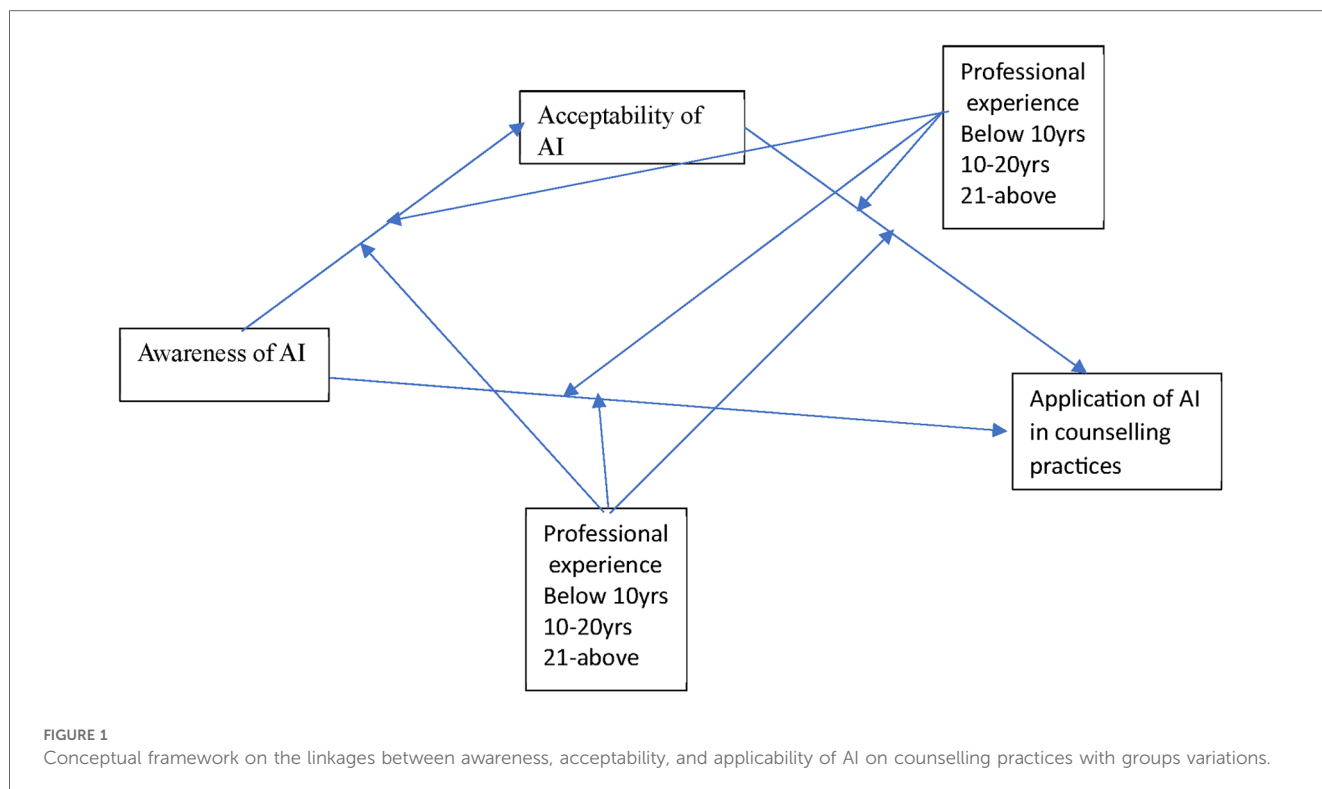 Professional
experience
Below 10yrs
10-20yrs
21-above
Acceptability of
AI
Awareness of AI
Application of AI
in counselling
practices
Professional
experience
Below 10yrs
10-20yrs
21-above
FIGURE 1
Conceptual framework on the linkages between awareness, acceptability, and applicability of AI on counselling practices with groups variations.